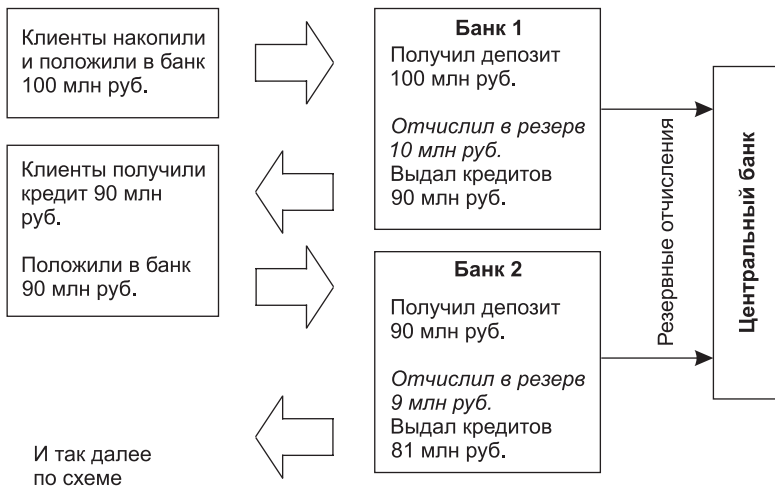 Клиенты накопили
и положили в банк
100 млн руб.
Банк 1
Получил депозит
100 млн руб.
Отчислил в резерв
10 млн руб.
Выдал кредитов
90 млн руб.
Клиенты получили
кредит 90 млн
руб.
Положили в банк
90 млн руб.
Банк 2
Получил депозит
90 млн руб.
Отчислил в резерв
9 млн руб.
Выдал кредитов
81 млн руб.
Резервные отчисления
Центральный банк
И так далее
по схеме